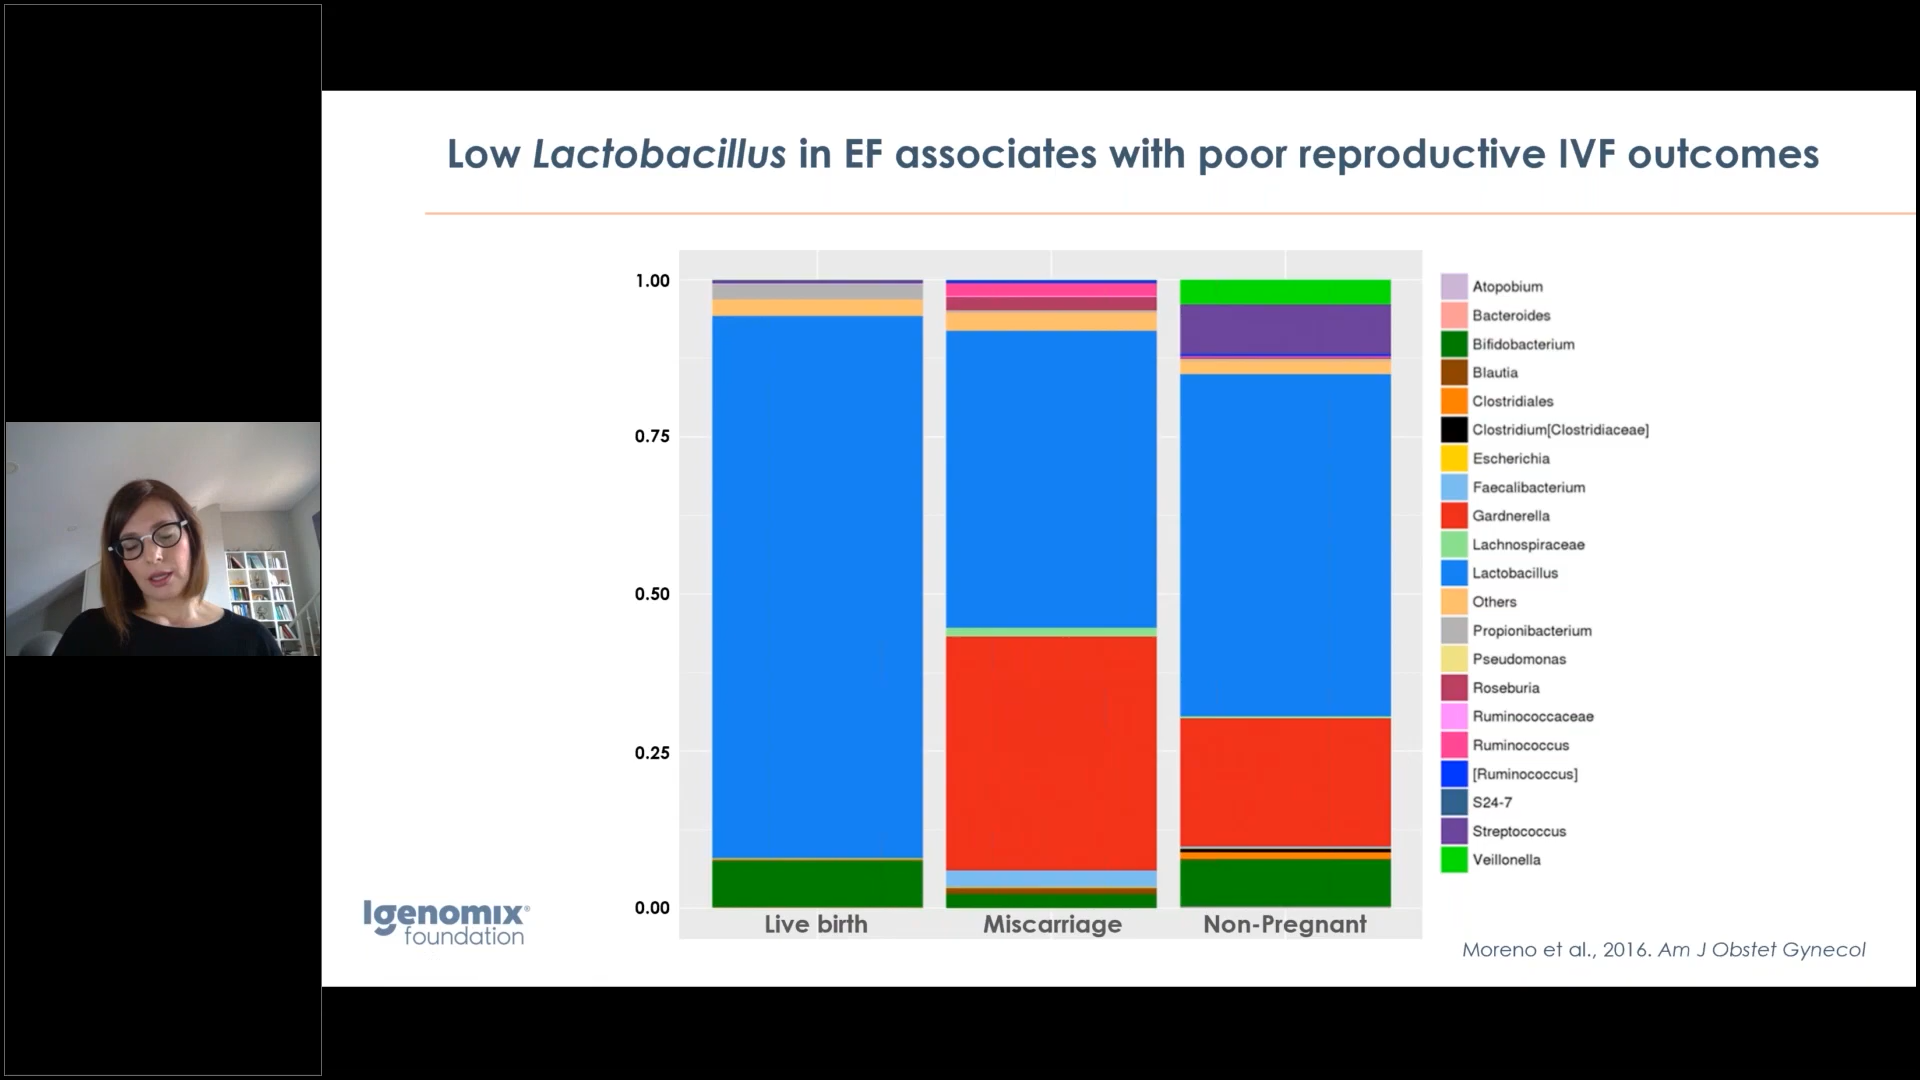 Low Lactobacillus in EF associates with poor reproductive IVF outcomes
1.00
0.75
0.50
0.25
0.00
Live birth
Miscarriage
Non-Pregnant
Atopobium
Bacteroides
Bifidobacterium
Blautia
Clostridiales
Clostridium[Clostridiaceae]
Escherichia
Faecalibacterium
Gardnerella
Lachnospiraceae
Lactobacillus
Others
Propionibacterium
Pseudomonas
Roseburia
Ruminococcaceae
Ruminococcus
[Ruminococcus]
S24-7
Streptococcus
Veillonella
Igenomix®
foundation
Moreno et al., 2016. Am J Obstet Gynecol